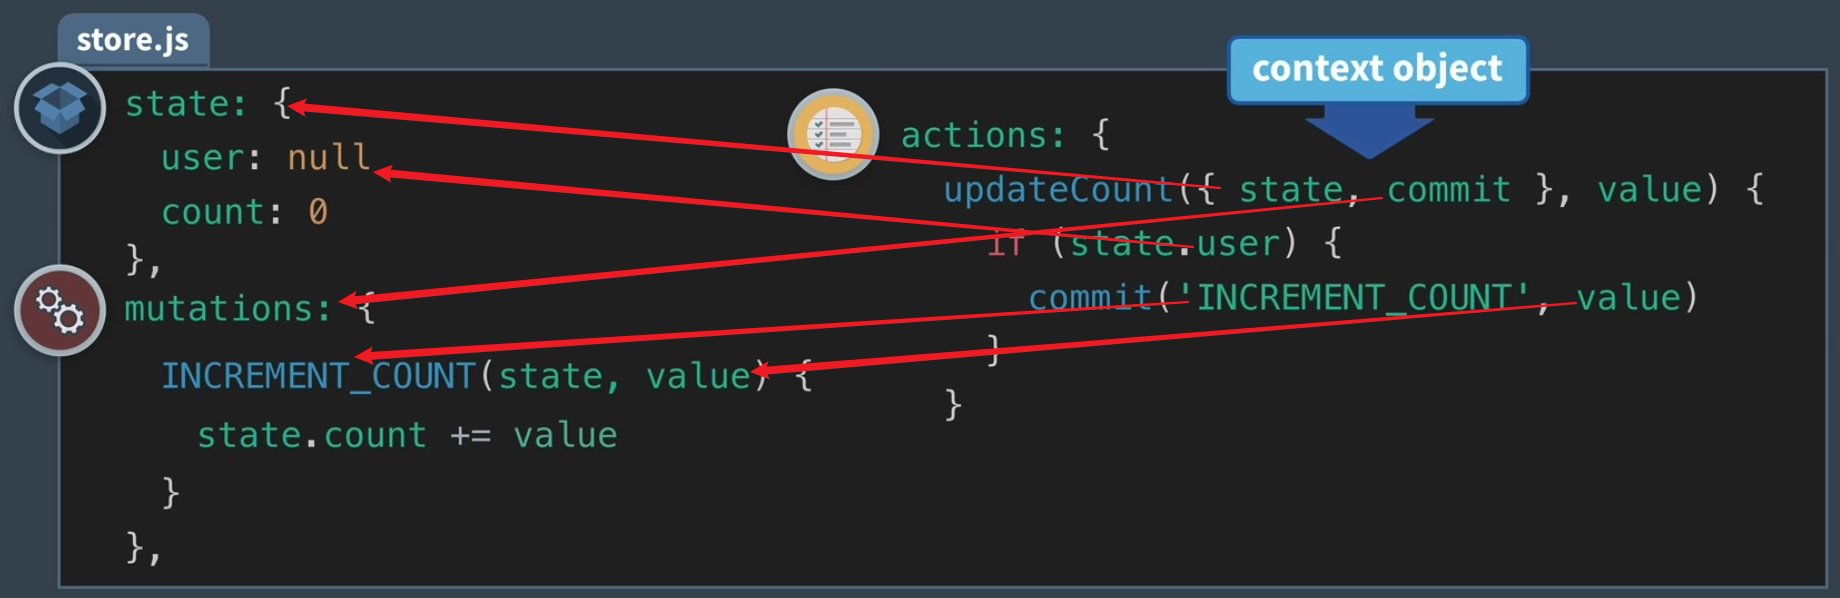 store.js
state: {
user: null
count: 0
},
mutations: {
INCREMENT_COUNT(state, value) {
state.count += value
}
},
context object
actions: {
updateCount({ state, commit }, value) {
if (state.user) {
commit('INCREMENT_COUNT', value)
}
}